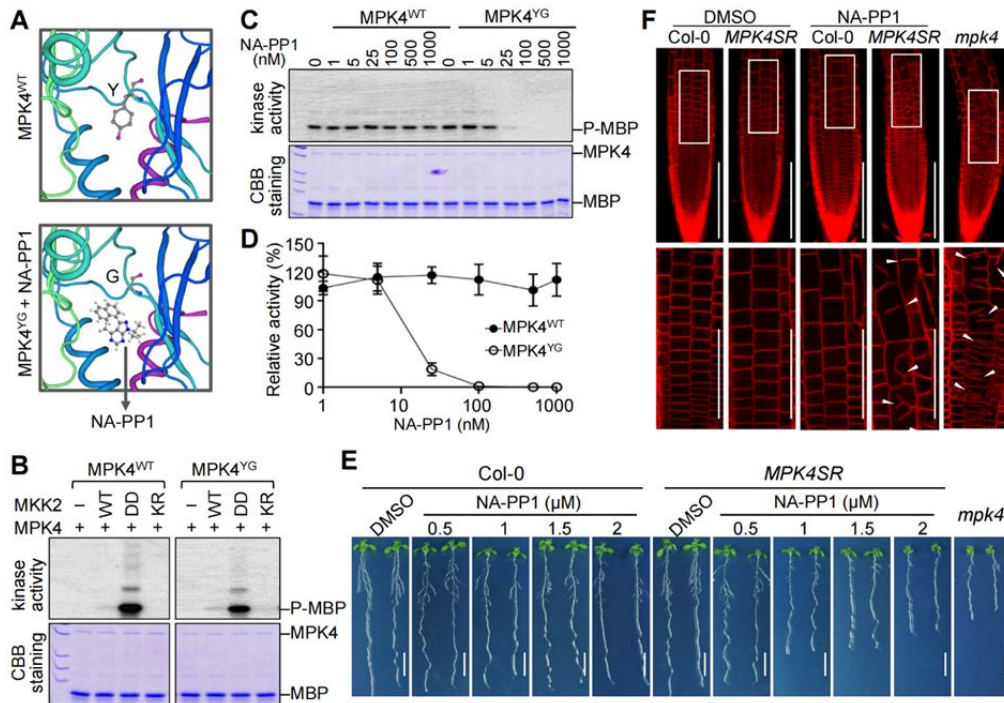 A
MPK4WT
Y
MPK4YG + NA-PP1
G
NA-PP1
B
MPK4WT MPK4YG
MKK2 – WT DD KR – WT DD KR
MPK4 + + + + + + + +
kinase activity
P-MBP
CBB staining
MPK4
MBP
C
MPK4WT MPK4YG
NA-PP1 (nM) 0 1 5 25 100 500 1000 0 1 5 25 100 500 1000
kinase activity
P-MBP
CBB staining
MPK4
MBP
D
Relative activity (%)
150
120
90
60
30
0
MPK4WT
MPK4YG
1 10 100 1000
NA-PP1 (nM)
E
Col-0 MPK4SR
DMSO NA-PP1 (µM) DMSO NA-PP1 (µM) mpk4
0.5 1 1.5 2 0.5 1 1.5 2
F
DMSO NA-PP1
Col-0 MPK4SR Col-0 MPK4SR mpk4